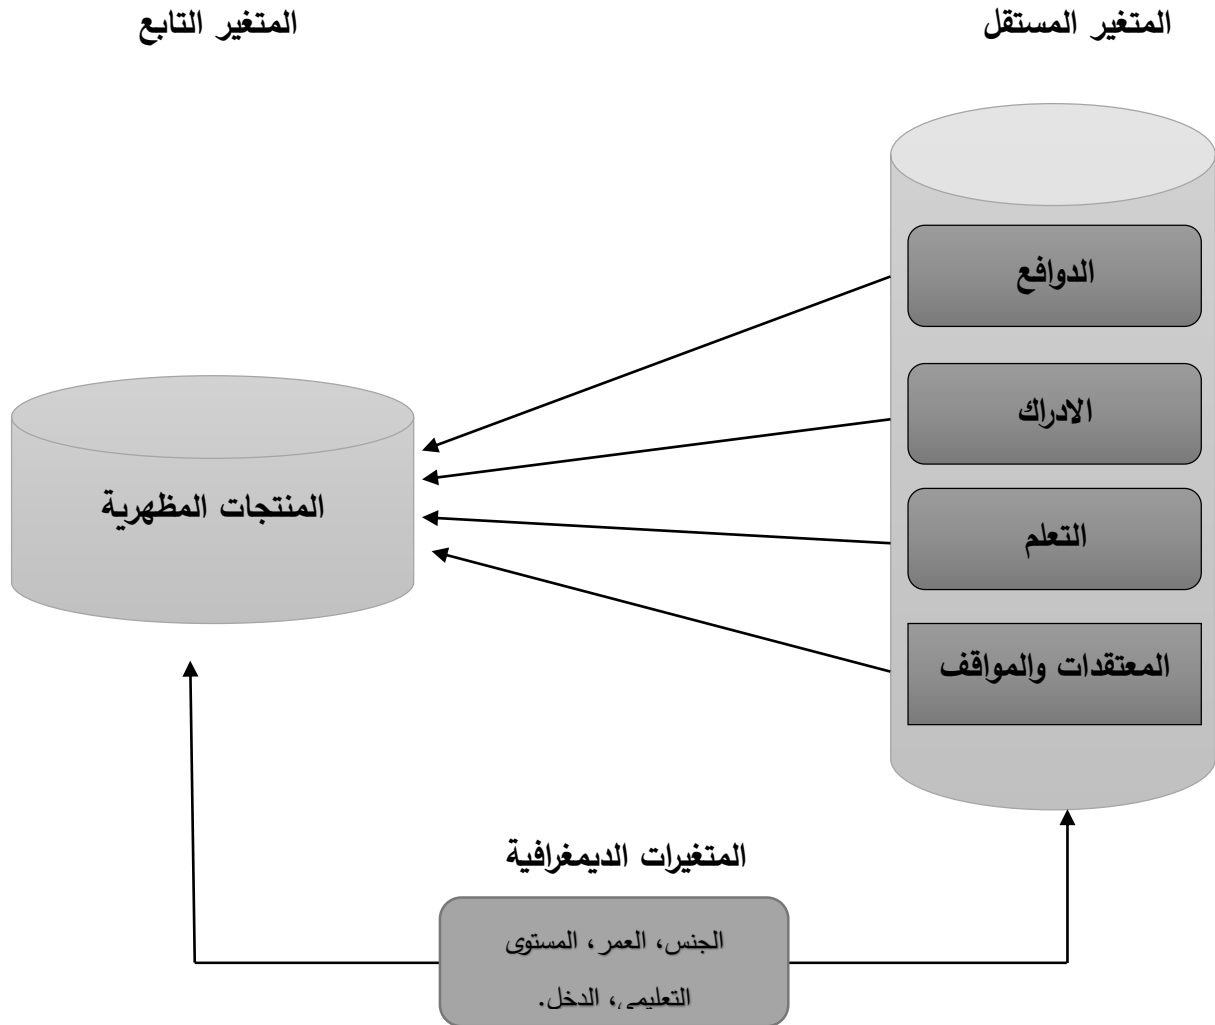 المتغير المستقل
المتغير التابع
الدوافع
الادراك
التعلم
المعتقدات والمواقف
المنتجات المظهرية
المتغيرات الديمغرافية
الجنس، العمر، المستوى
التعليمي، الدخل.